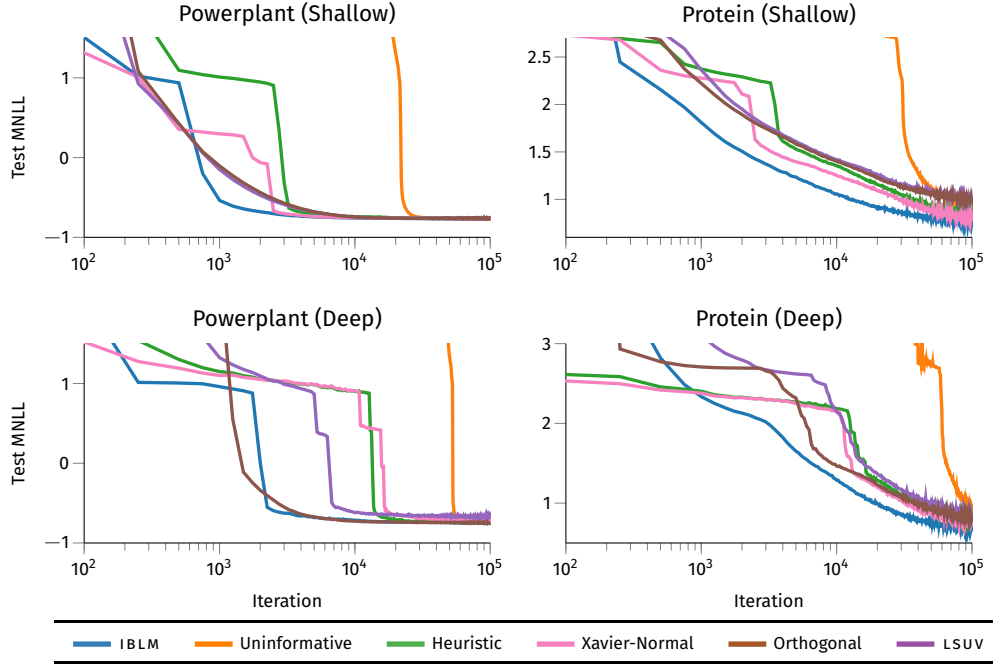 Powerplant (Shallow)
Protein (Shallow)
Test MNLL
1
0
−1
10² 10³ 10⁴ 10⁵
2.5
2
1.5
1
10² 10³ 10⁴ 10⁵
Powerplant (Deep)
Protein (Deep)
Test MNLL
1
0
−1
10² 10³ 10⁴ 10⁵
Iteration
3
2
1
10² 10³ 10⁴ 10⁵
Iteration
IBLM Uninformative Heuristic Xavier-Normal Orthogonal LSUV